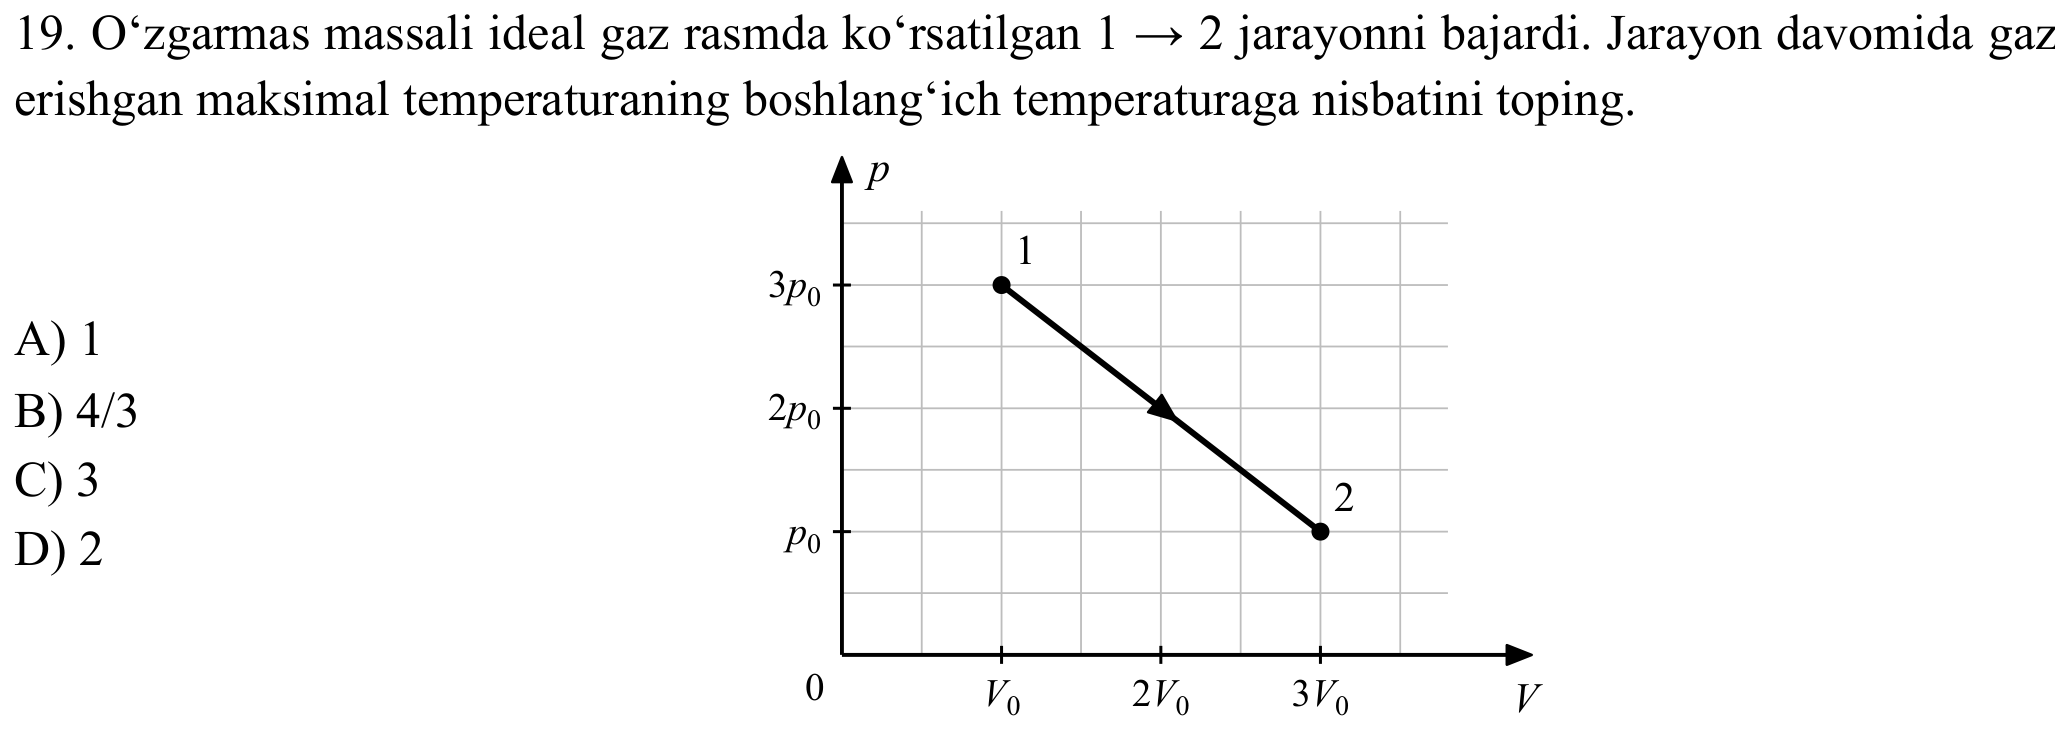 19. O‘zgarmas massali ideal gaz rasmda ko‘rsatilgan 1 → 2 jarayonni bajardi. Jarayon davomida gaz
erishgan maksimal temperaturaning boshlang‘ich temperaturaga nisbatini toping.
A) 1
B) 4/3
C) 3
D) 2
p
1
3p₀
2p₀
2
p₀
0
V₀
2V₀
3V₀
V